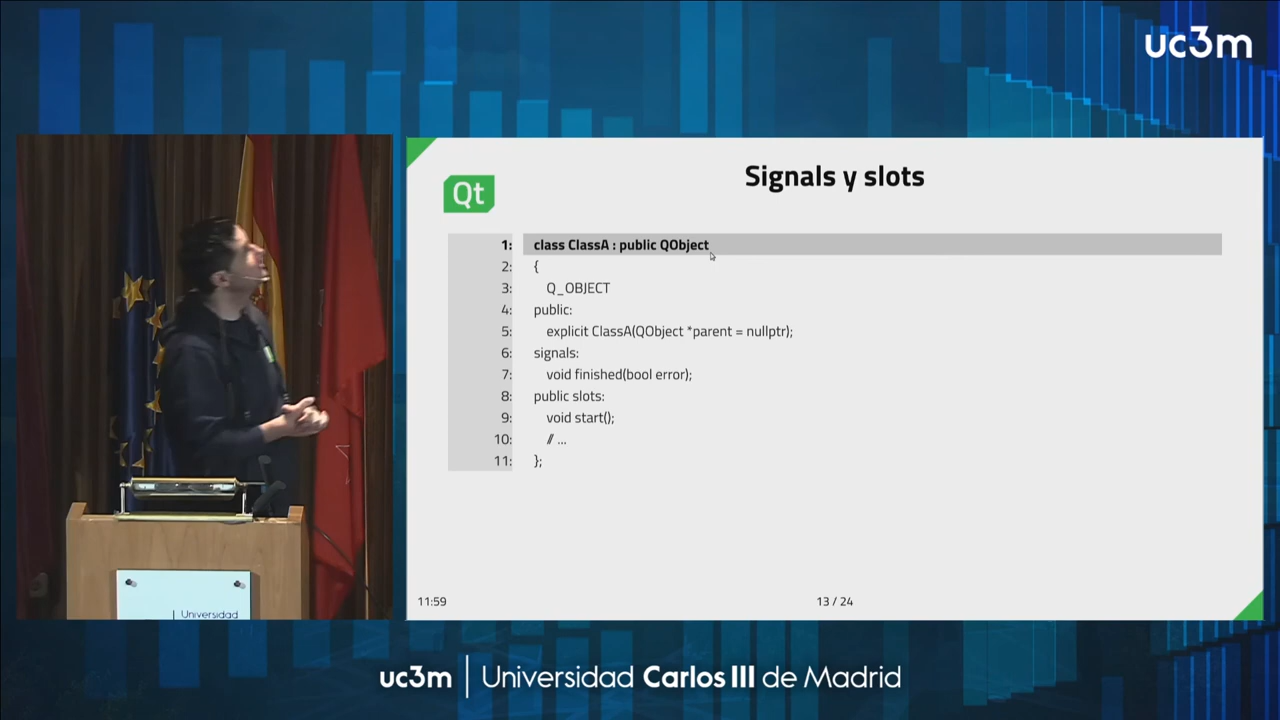 uc3m
Signals y slots
Qt
1: class ClassA : public QObject
2: {
3: Q_OBJECT
4: public:
5: explicit ClassA(QObject *parent = nullptr);
6: signals:
7: void finished(bool error);
8: public slots:
9: void start();
10: // ...
11: };
11:59
13 / 24
Universidad
uc3m | Universidad Carlos III de Madrid